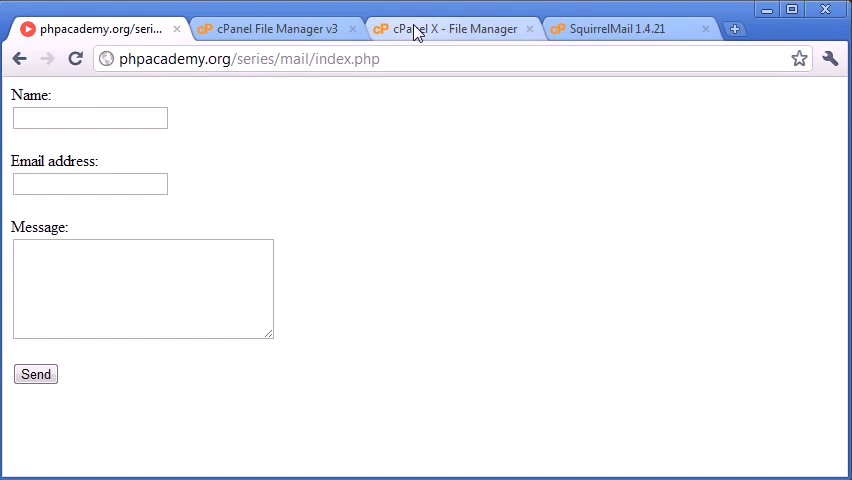 phpacademy.org/seri...
cPanel File Manager v3
cPanel X - File Manager
SquirrelMail 1.4.21
phpacademy.org/series/mail/index.php
Name:
Email address:
Message:
Send